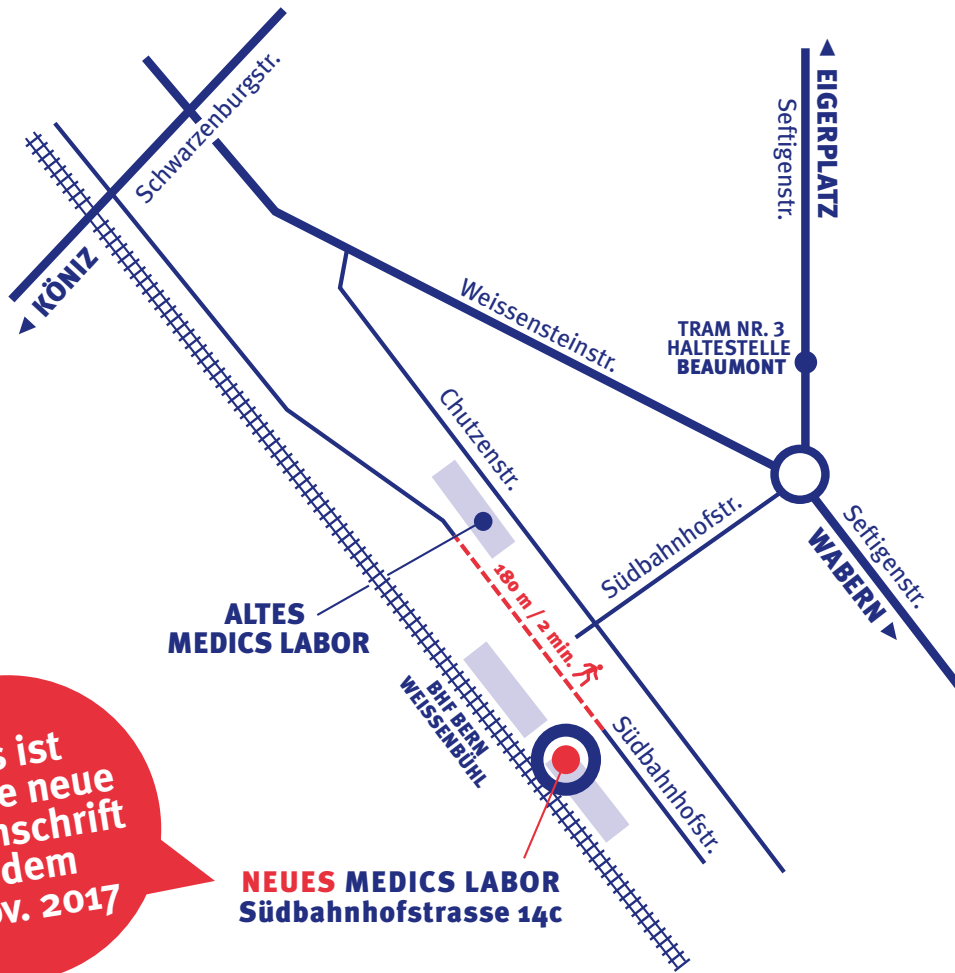 Schwarzenburgstr.
◄ KÖNIZ
Weissensteinstr.
Seftigenstr.
▲ EIGERPLATZ
TRAM NR. 3
HALTESTELLE
BEAUMONT
Chutzenstr.
Südbahnhofstr.
Seftigenstr.
WABERN ►
ALTES
MEDICS LABOR
180 m / 2 min.
BHF BERN
WEISSENBÜHL
Südbahnhofstr.
ist
neue
dem
2017
NEUES MEDICS LABOR
Südbahnhofstrasse 14c